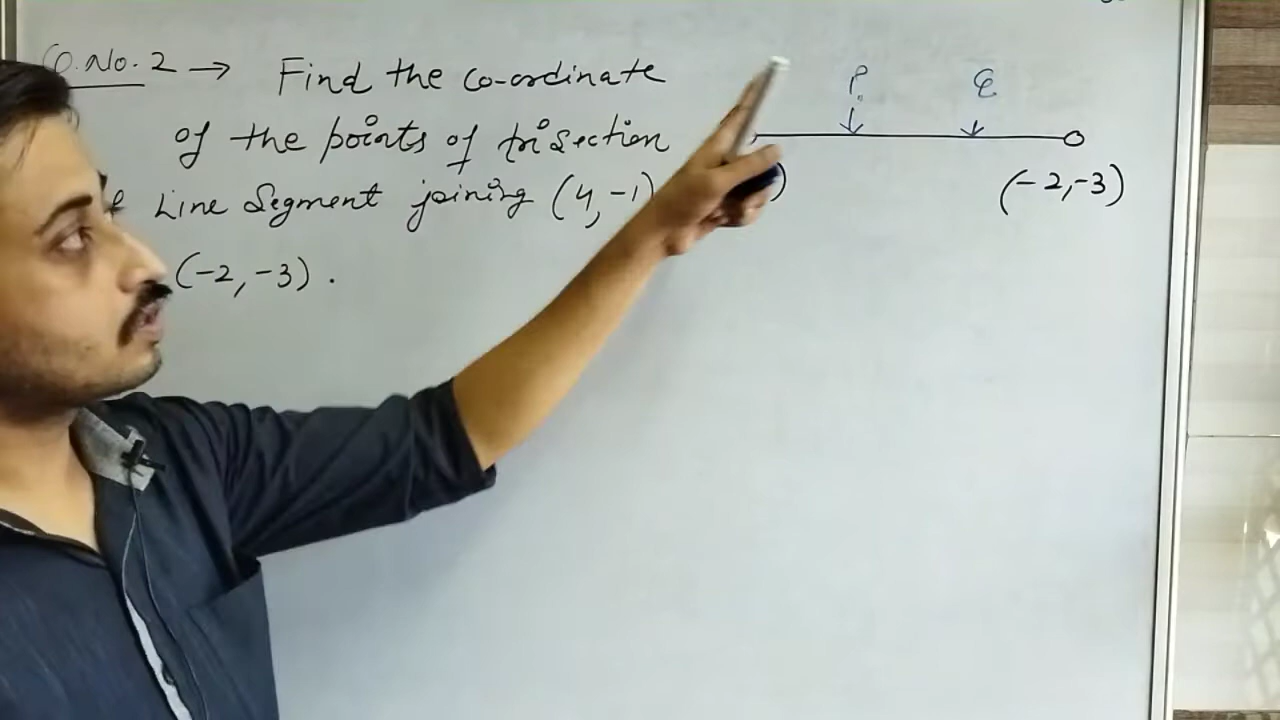 Q.No. 2 → Find the co-ordinate
of the points of trisection
Line Segment joining (4,-1)
(-2,-3).
P
Q
)
(-2,-3)